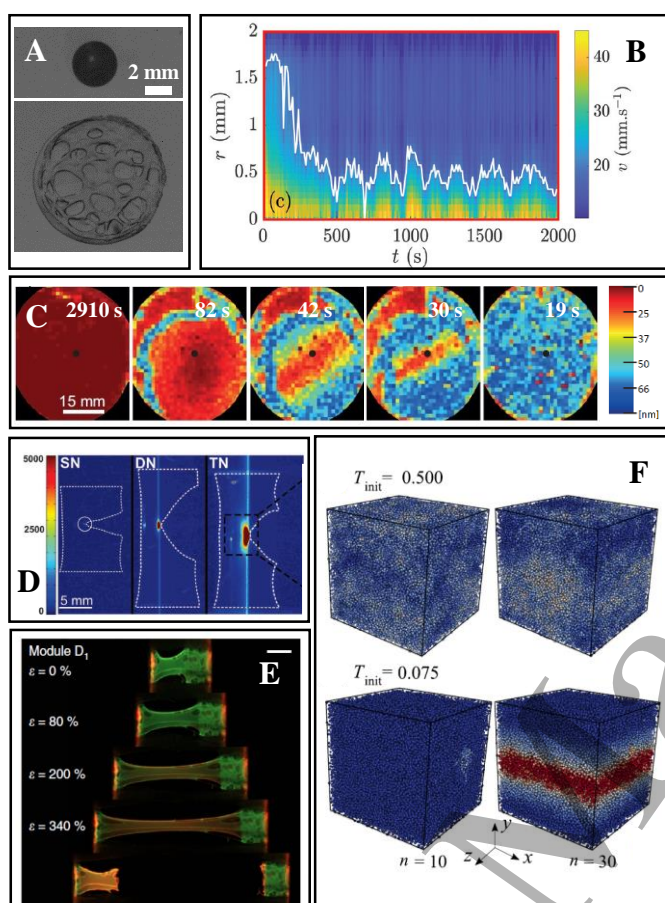 A
2 mm
B
2
1.5
1
0.5
0
r (mm)
(c)
0 500 1000 1500 2000
t (s)
40
30
20
v (mm.s⁻¹)
C
2910 s 82 s 42 s 30 s 19 s
15 mm
0
25
37
50
66
[nm]
D
5000
2500
0
SN DN TN
5 mm
E
Module D₁
ε = 0 %
ε = 80 %
ε = 200 %
ε = 340 %
F
T_init = 0.500
T_init = 0.075
y
z x
n = 10 n = 30